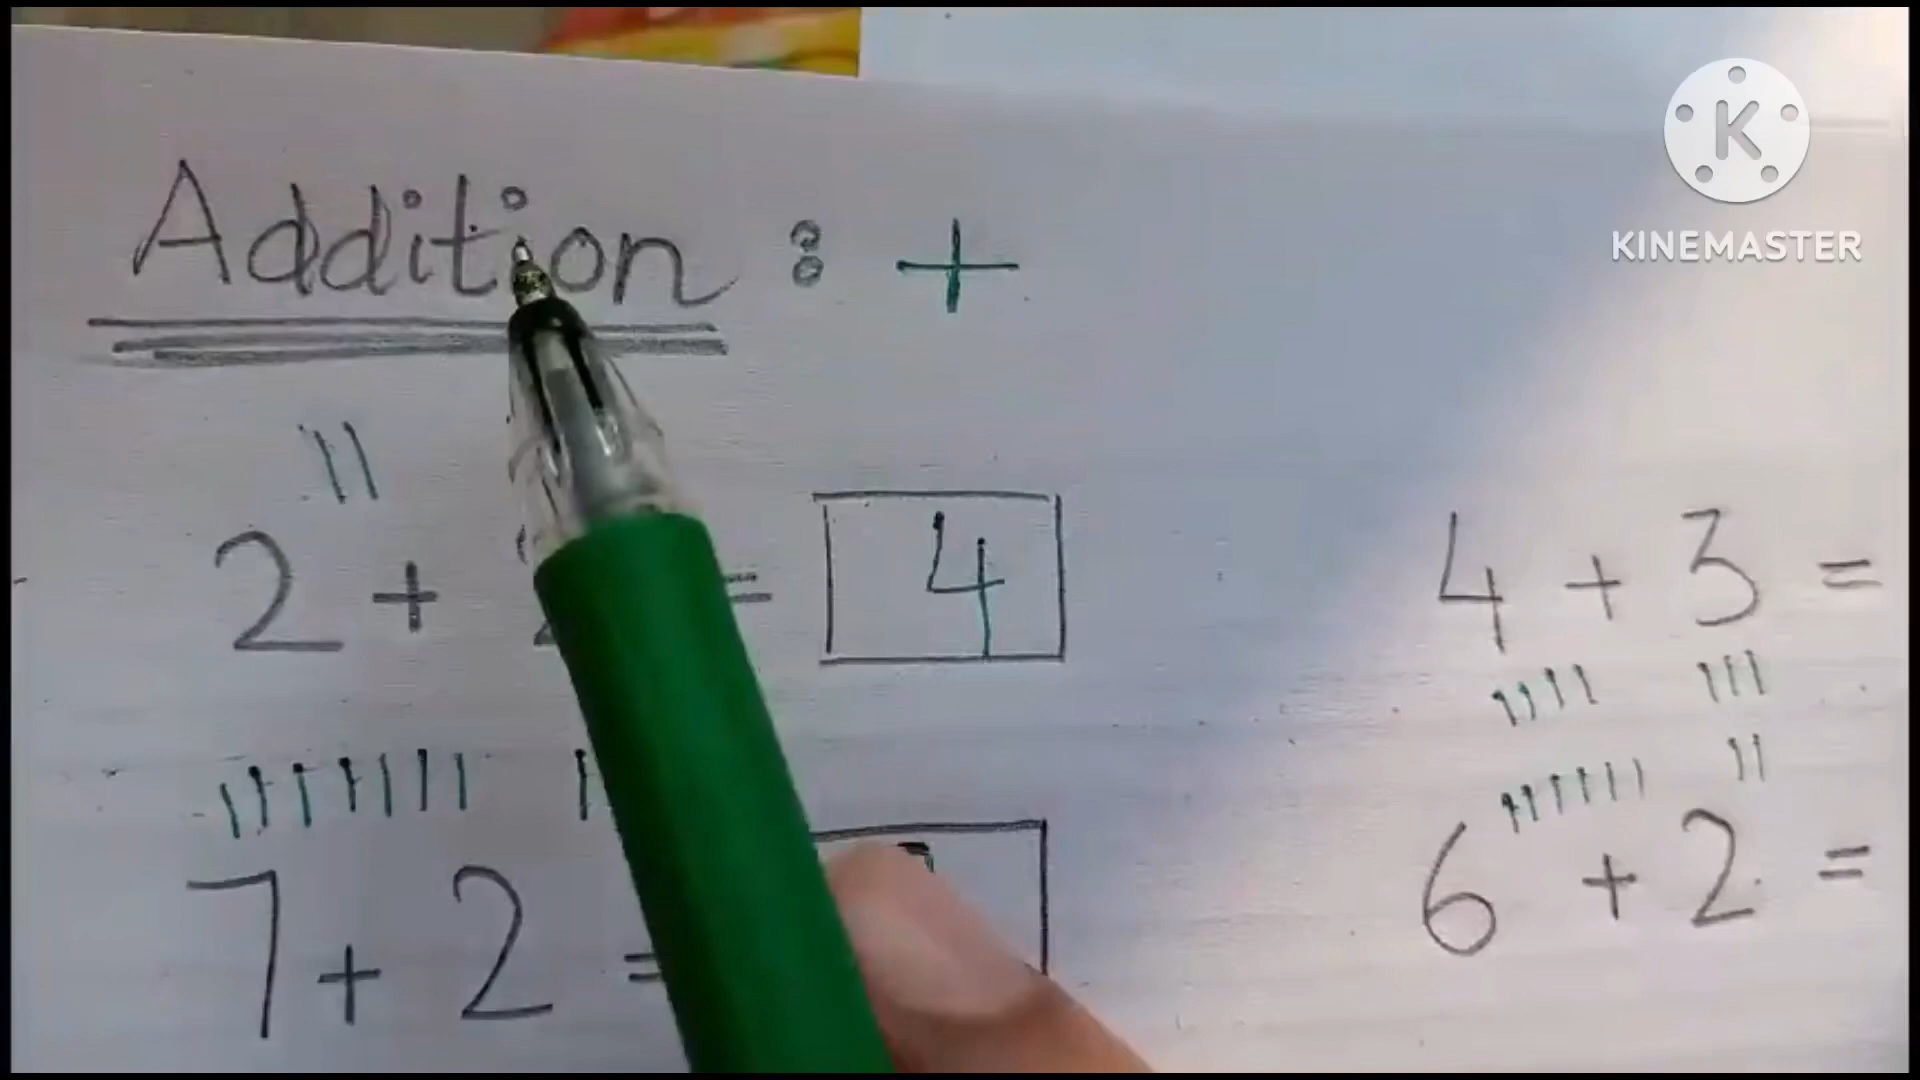 K
KINEMASTER
Addition : +
2 + = 4
4 + 3 =
7 + 2 =
6 + 2 =